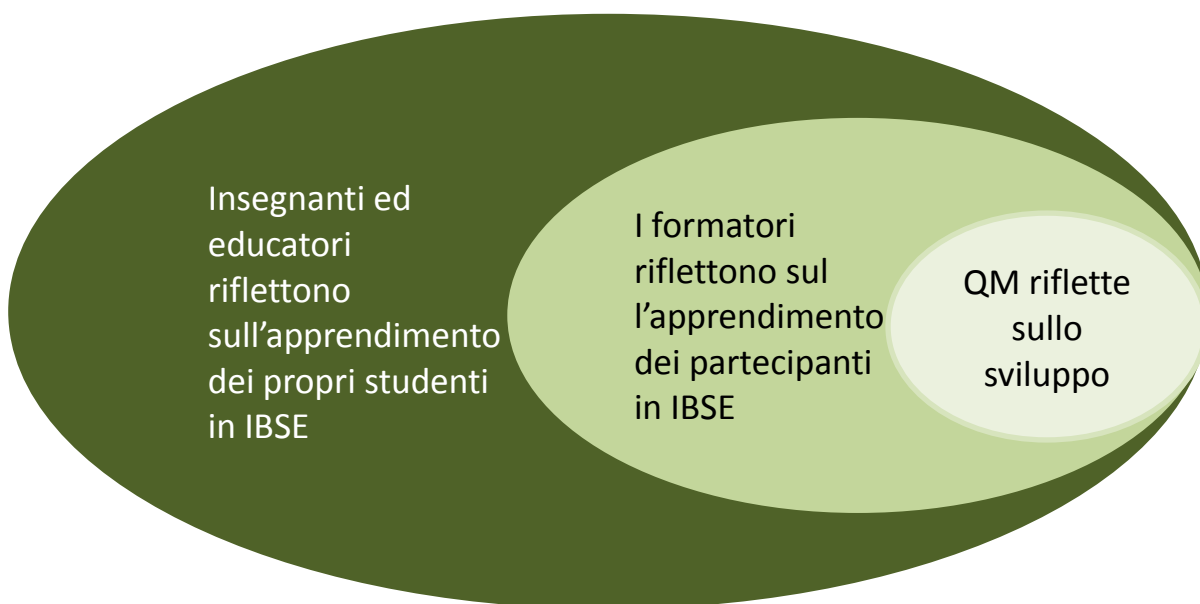 Insegnanti ed
educatori
riflettono
sull’apprendimento
dei propri studenti
in IBSE
I formatori
riflettono sul
l’apprendimento
dei partecipanti
in IBSE
QM riflette
sullo
sviluppo